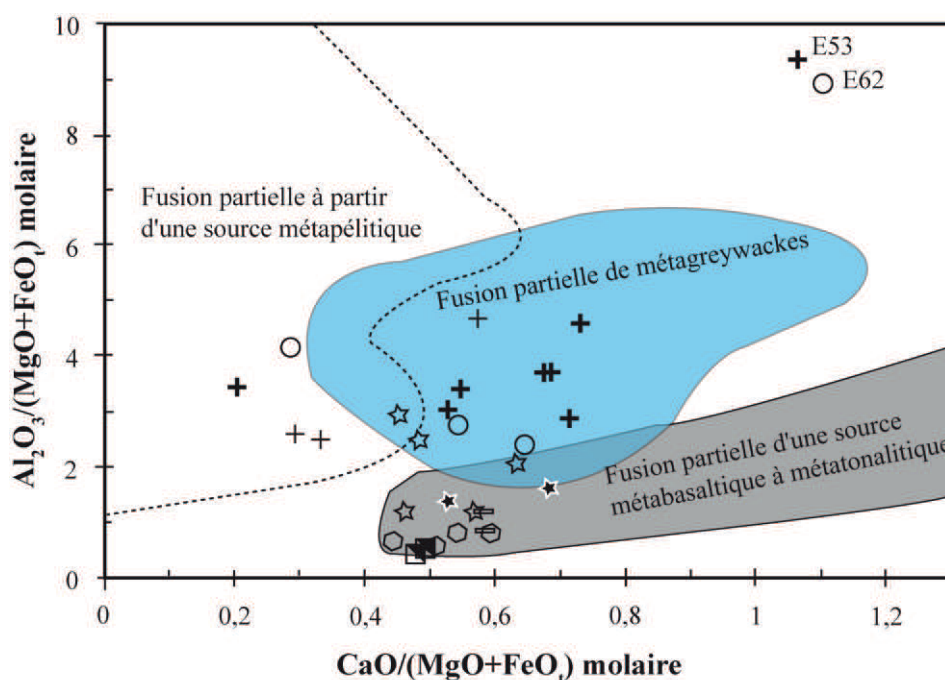 10
8
6
4
2
0
Al2O3/(MgO+FeOt) molaire
E53
E62
Fusion partielle à partir
d'une source métapélitique
Fusion partielle de métagreywackes
Fusion partielle d'une source
métabasaltique à métatonalitique
0 0,2 0,4 0,6 0,8 1 1,2
CaO/(MgO+FeOt) molaire